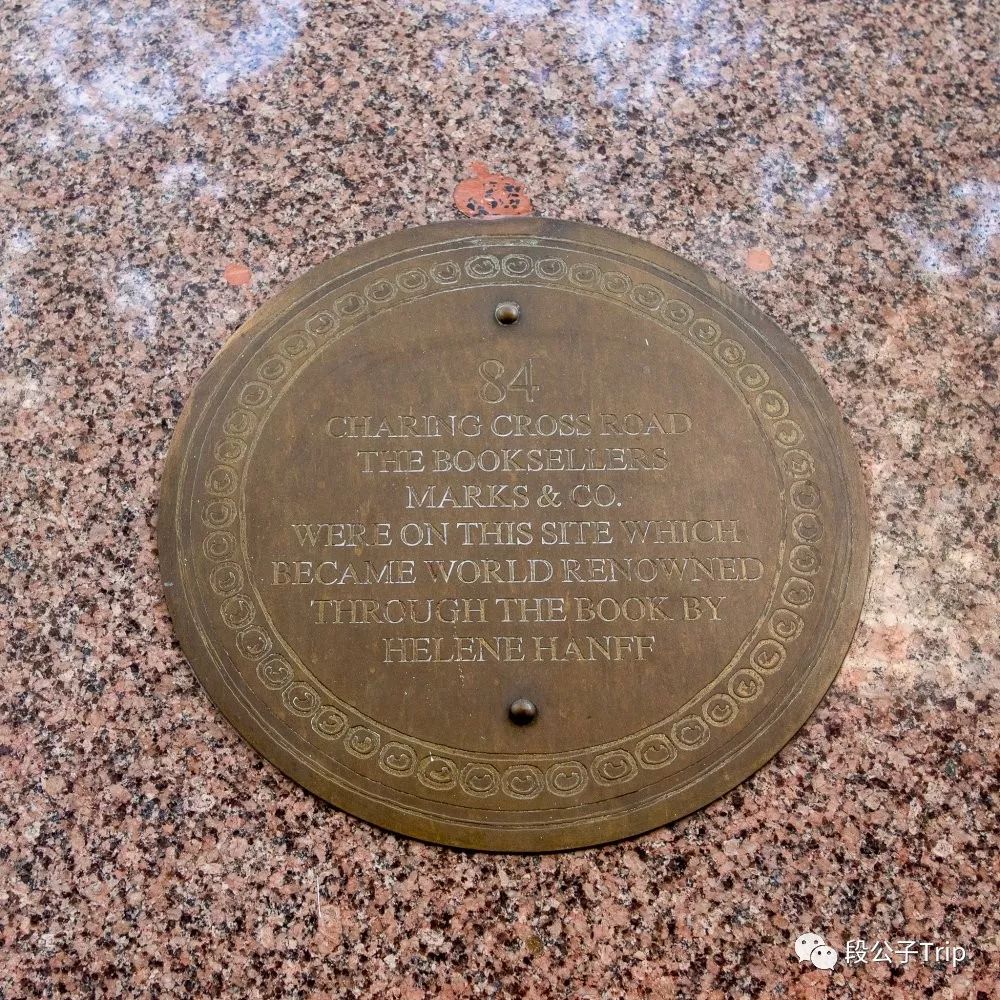 84
CHARING CROSS ROAD
THE BOOKSELLERS
MARKS & CO.
WERE ON THIS SITE WHICH
BECAME WORLD RENOWNED
THROUGH THE BOOK BY
HELENE HANFF
段公子Trip